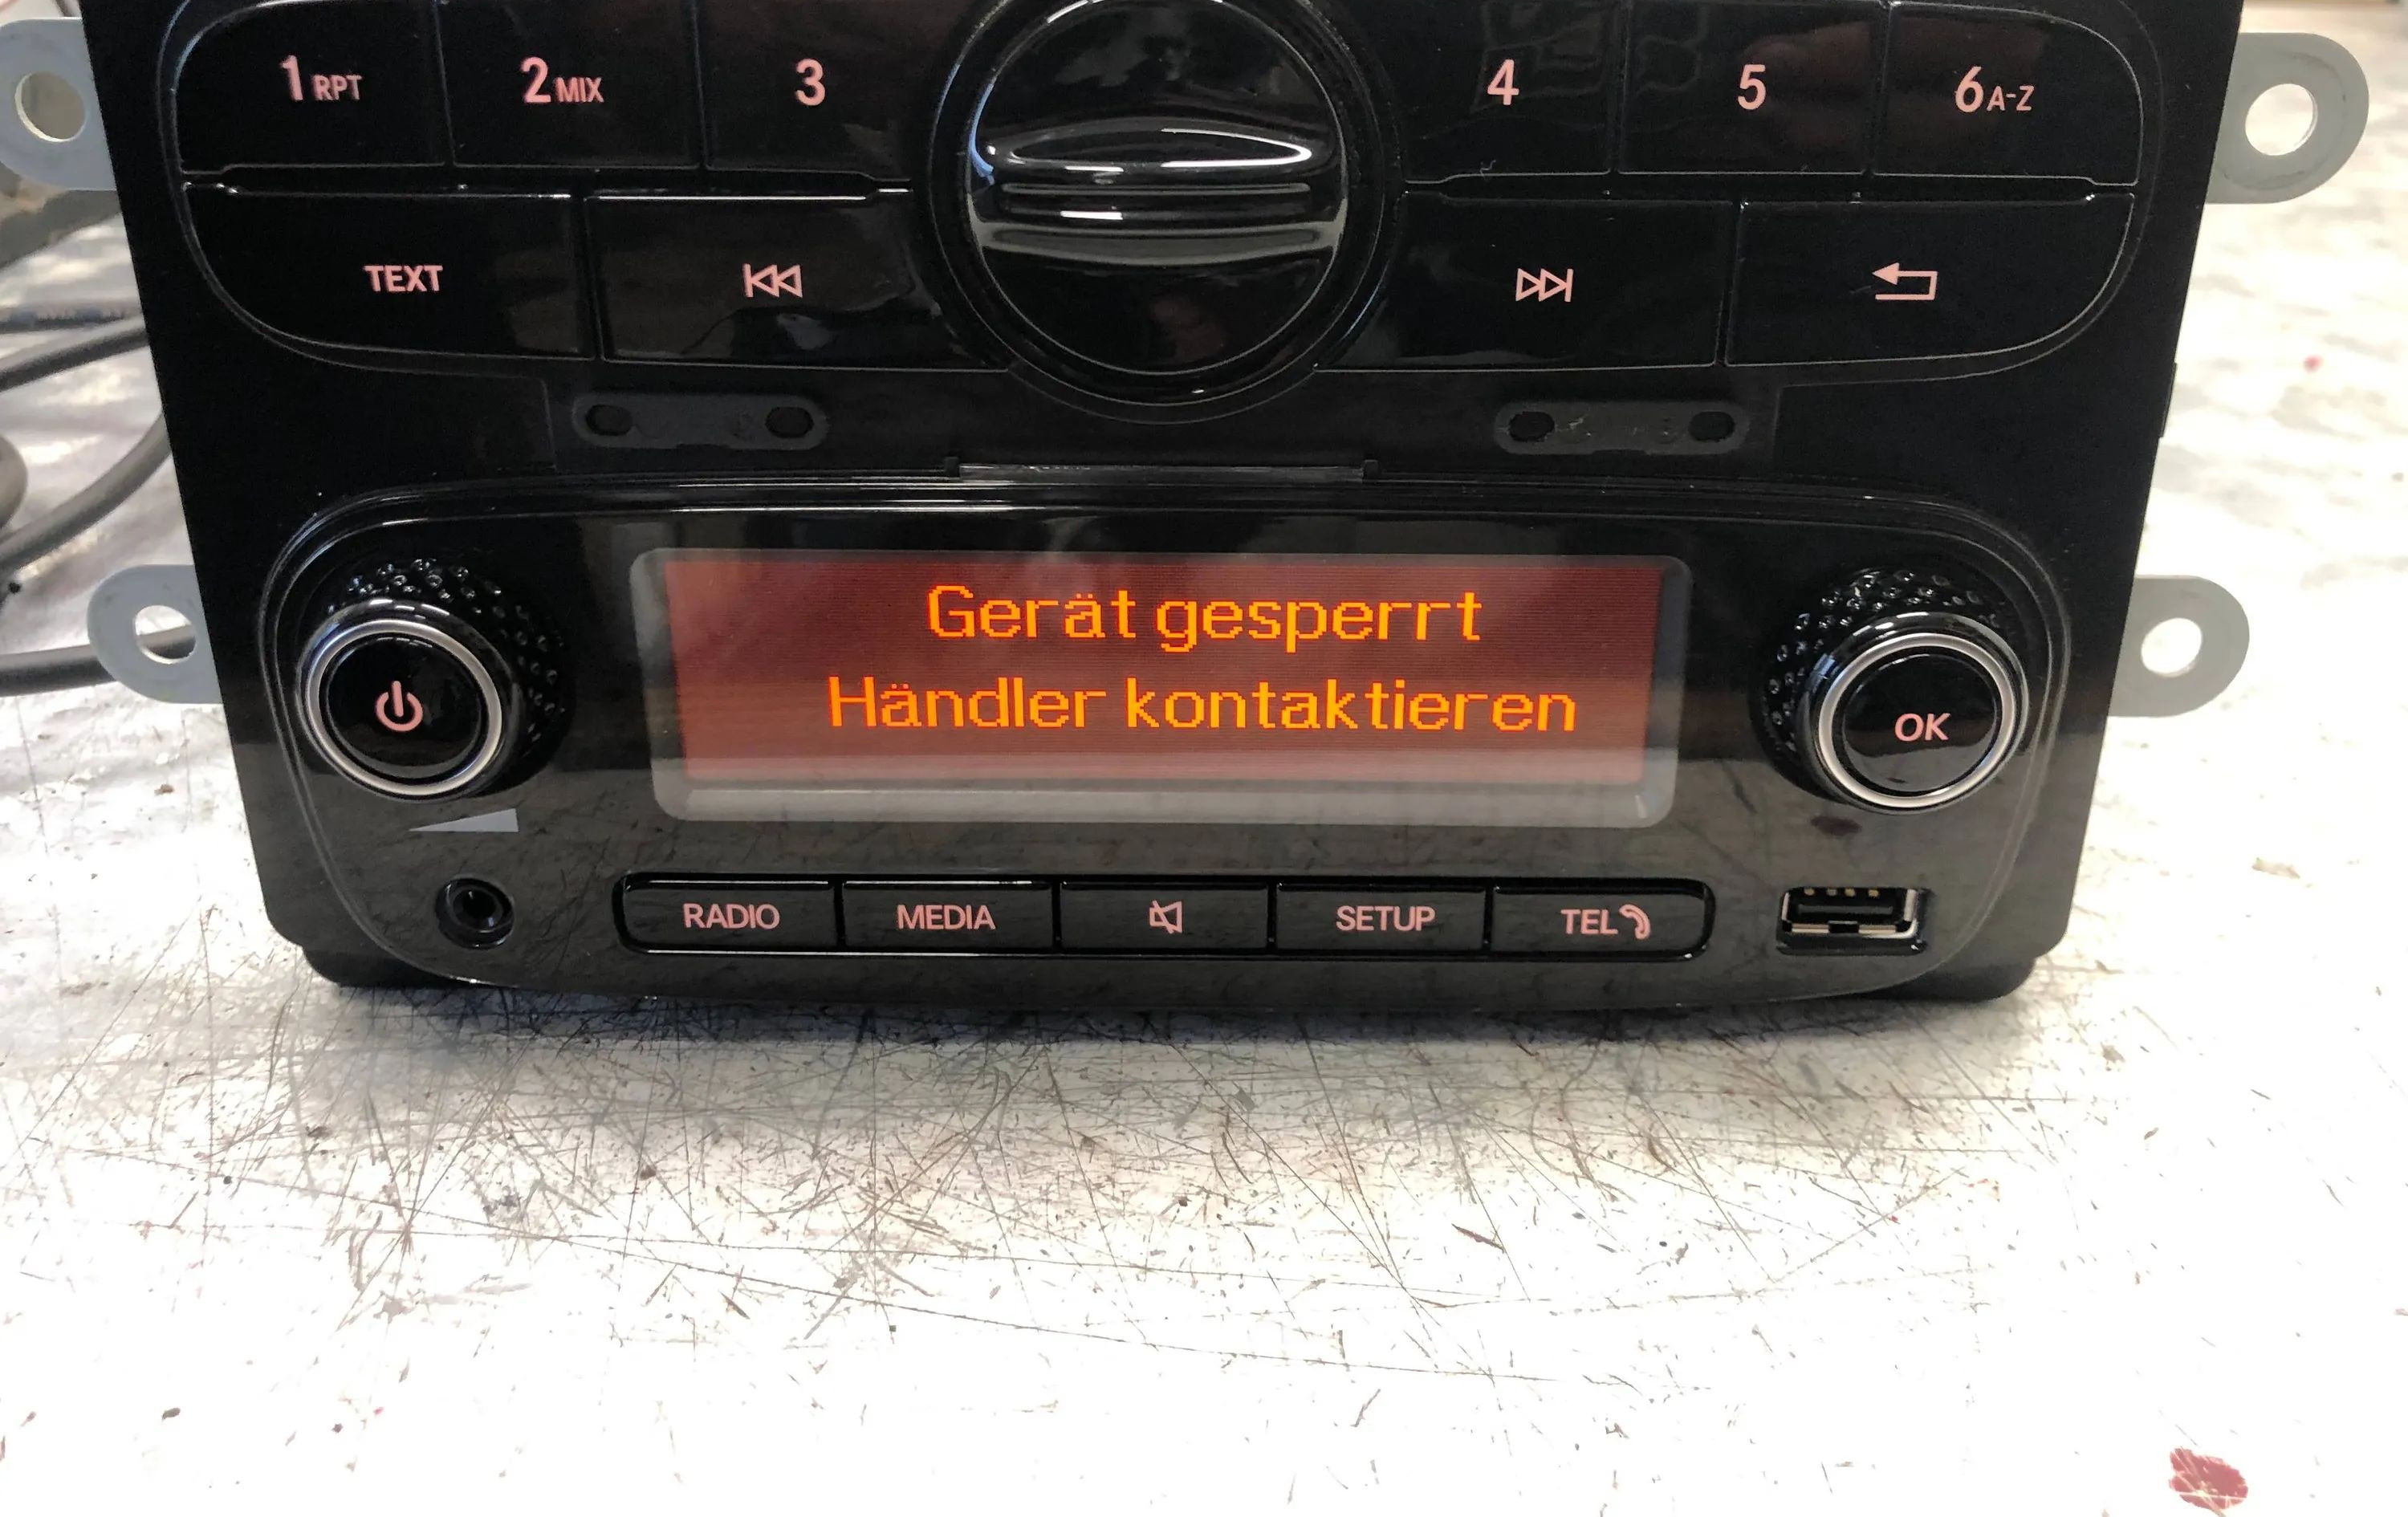 1 RPT 2 MIX 3 4 5 6 A-Z
TEXT
Gerät gesperrt
Händler kontaktieren
OK
RADIO MEDIA SETUP TEL